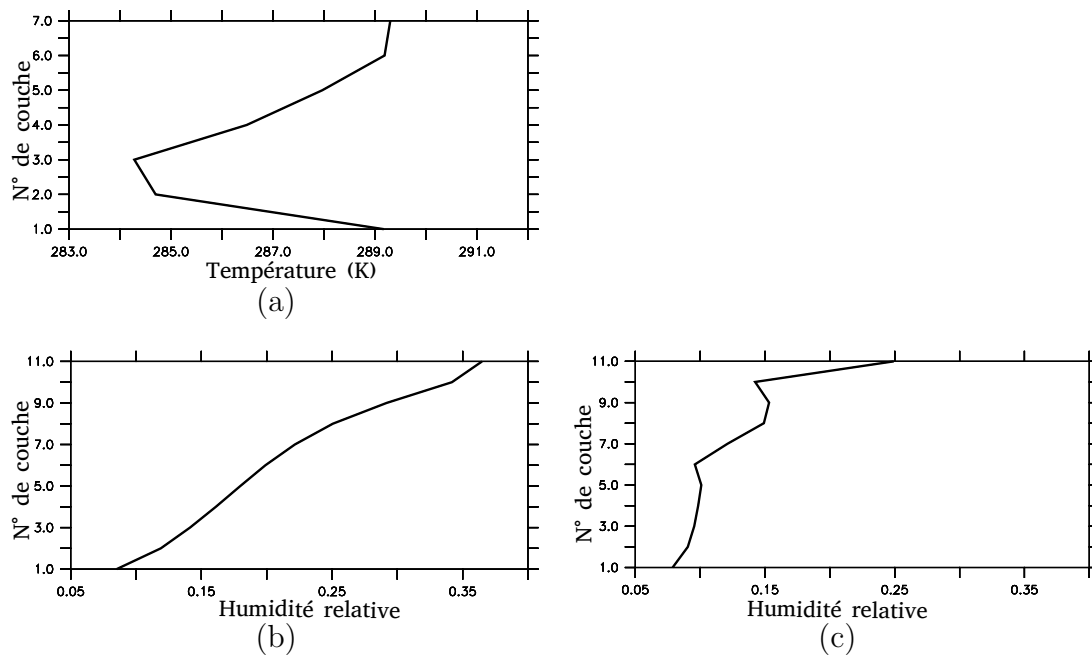 7.0
6.0
5.0
4.0
3.0
2.0
1.0
N° de couche
283.0 285.0 287.0 289.0 291.0
Température (K)
(a)
11.0
9.0
7.0
5.0
3.0
1.0
N° de couche
0.05 0.15 0.25 0.35
Humidité relative
(b)
11.0
9.0
7.0
5.0
3.0
1.0
N° de couche
0.05 0.15 0.25 0.35
Humidité relative
(c)